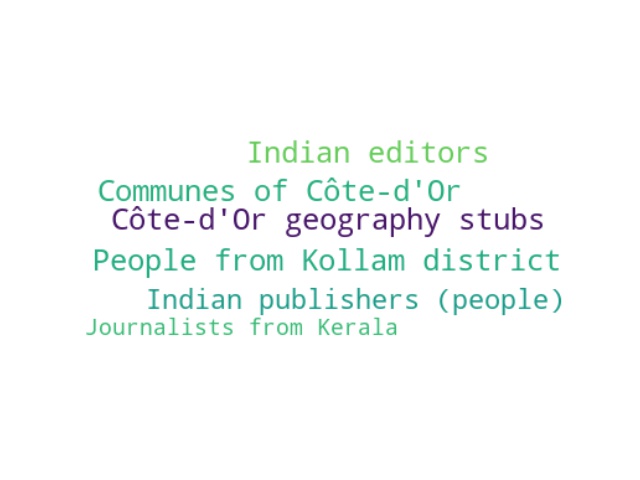 Indian editors
Communes of Côte-d'Or
Côte-d'Or geography stubs
People from Kollam district
Indian publishers (people)
Journalists from Kerala